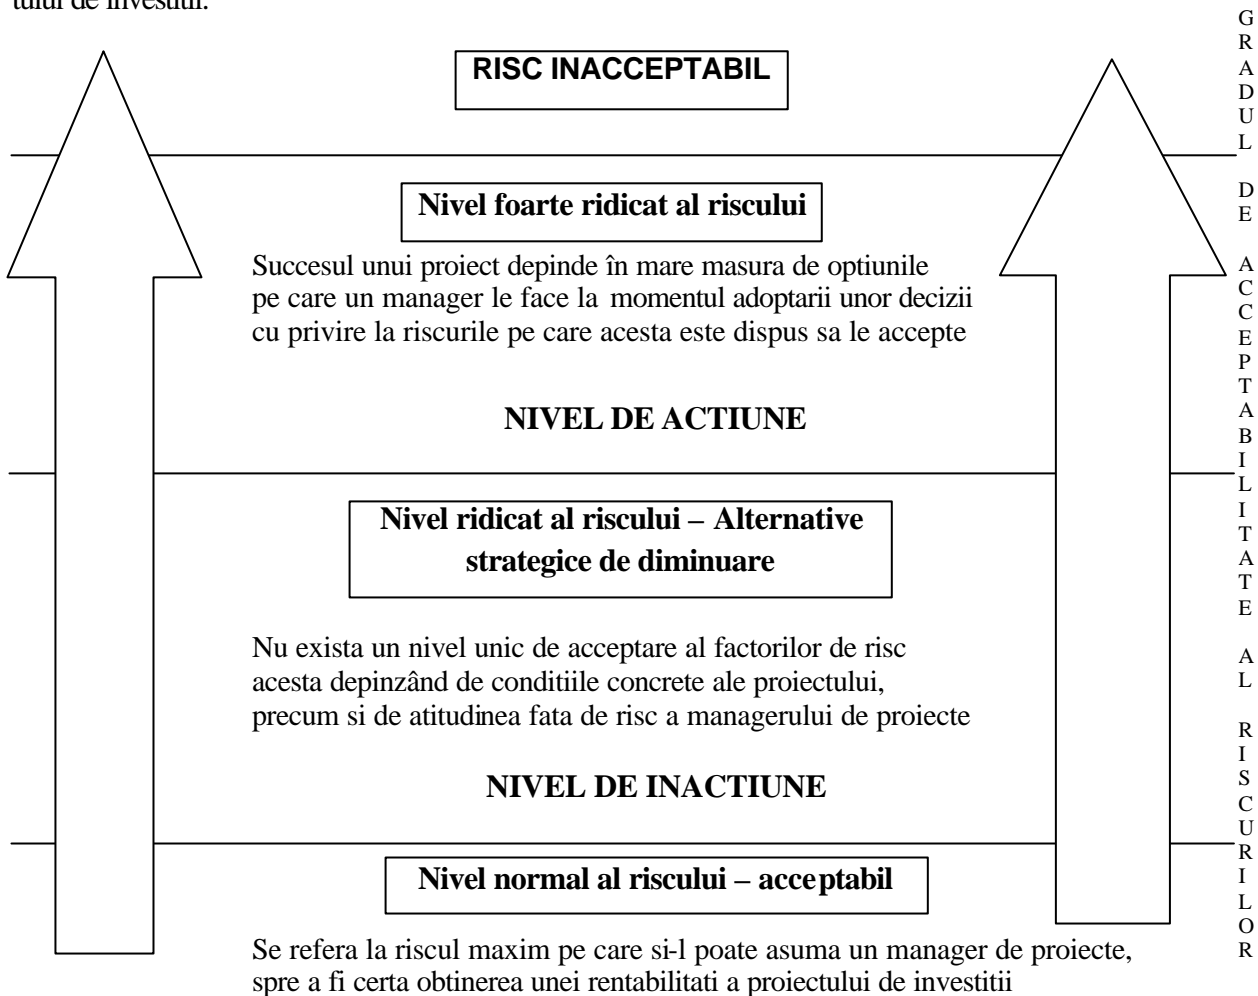 tului de investitii.
RISC INACCEPTABIL
Nivel foarte ridicat al riscului
Succesul unui proiect depinde în mare masura de optiunile
pe care un manager le face la momentul adoptarii unor decizii
cu privire la riscurile pe care acesta este dispus sa le accepte
NIVEL DE ACTIUNE
Nivel ridicat al riscului – Alternative
strategice de diminuare
Nu exista un nivel unic de acceptare al factorilor de risc
acesta depinzând de conditiile concrete ale proiectului,
precum si de atitudinea fata de risc a managerului de proiecte
NIVEL DE INACTIUNE
Nivel normal al riscului – acceptabil
Se refera la riscul maxim pe care si-l poate asuma un manager de proiecte,
spre a fi certa obtinerea unei rentabilitati a proiectului de investitii
GRADUL DE ACCEPTABILITATE AL RISCURILOR